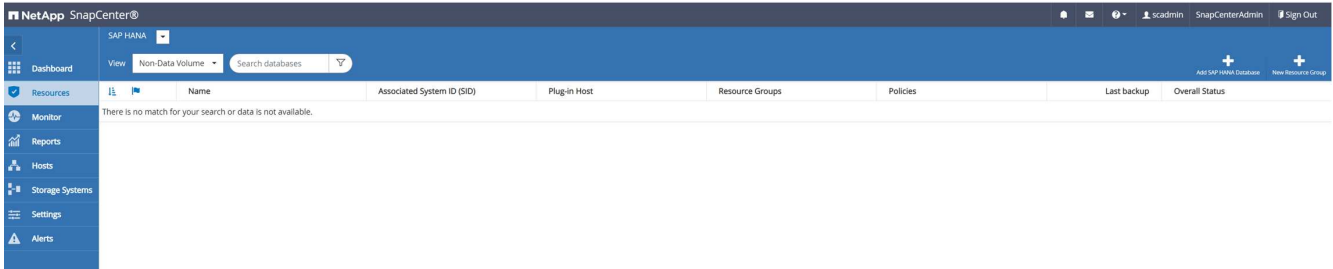 NetApp SnapCenter®
scadmin SnapCenterAdmin Sign Out
SAP HANA
View Non-Data Volume Search databases
Add SAP HANA Database New Resource Group
Dashboard
Resources
Monitor
Reports
Hosts
Storage Systems
Settings
Alerts
Name Associated System ID (SID) Plug-in Host Resource Groups Policies Last backup Overall Status
There is no match for your search or data is not available.